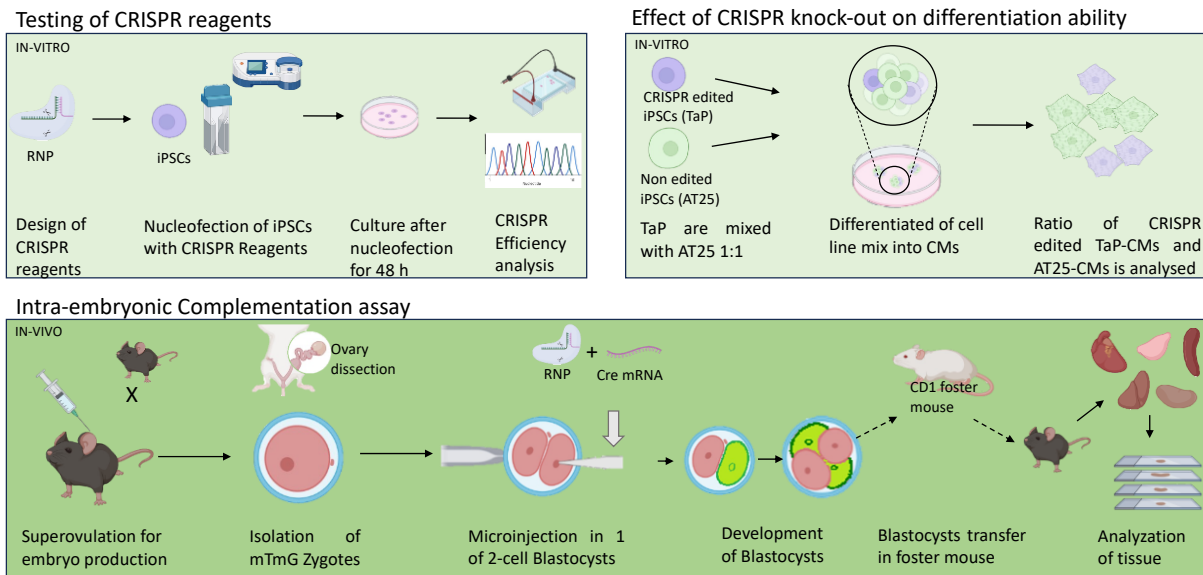 Testing of CRISPR reagents
IN-VITRO
RNP
iPSCs
Nucleotide
Design of
CRISPR
reagents
Nucleofection of iPSCs
with CRISPR Reagents
Culture after
nucleofection
for 48 h
CRISPR
Efficiency
analysis
Effect of CRISPR knock-out on differentiation ability
IN-VITRO
CRISPR edited
iPSCs (TaP)
Non edited
iPSCs (AT25)
TaP are mixed
with AT25 1:1
Differentiated of cell
line mix into CMs
Ratio of CRISPR
edited TaP-CMs and
AT25-CMs is analysed
Intra-embryonic Complementation assay
IN-VIVO
X
Superovulation for
embryo production
Ovary
dissection
Isolation of
mTmG Zygotes
RNP
+
Cre mRNA
Microinjection in 1
of 2-cell Blastocysts
Development
of Blastocysts
CD1 foster
mouse
Blastocysts transfer
in foster mouse
Analyzation
of tissue